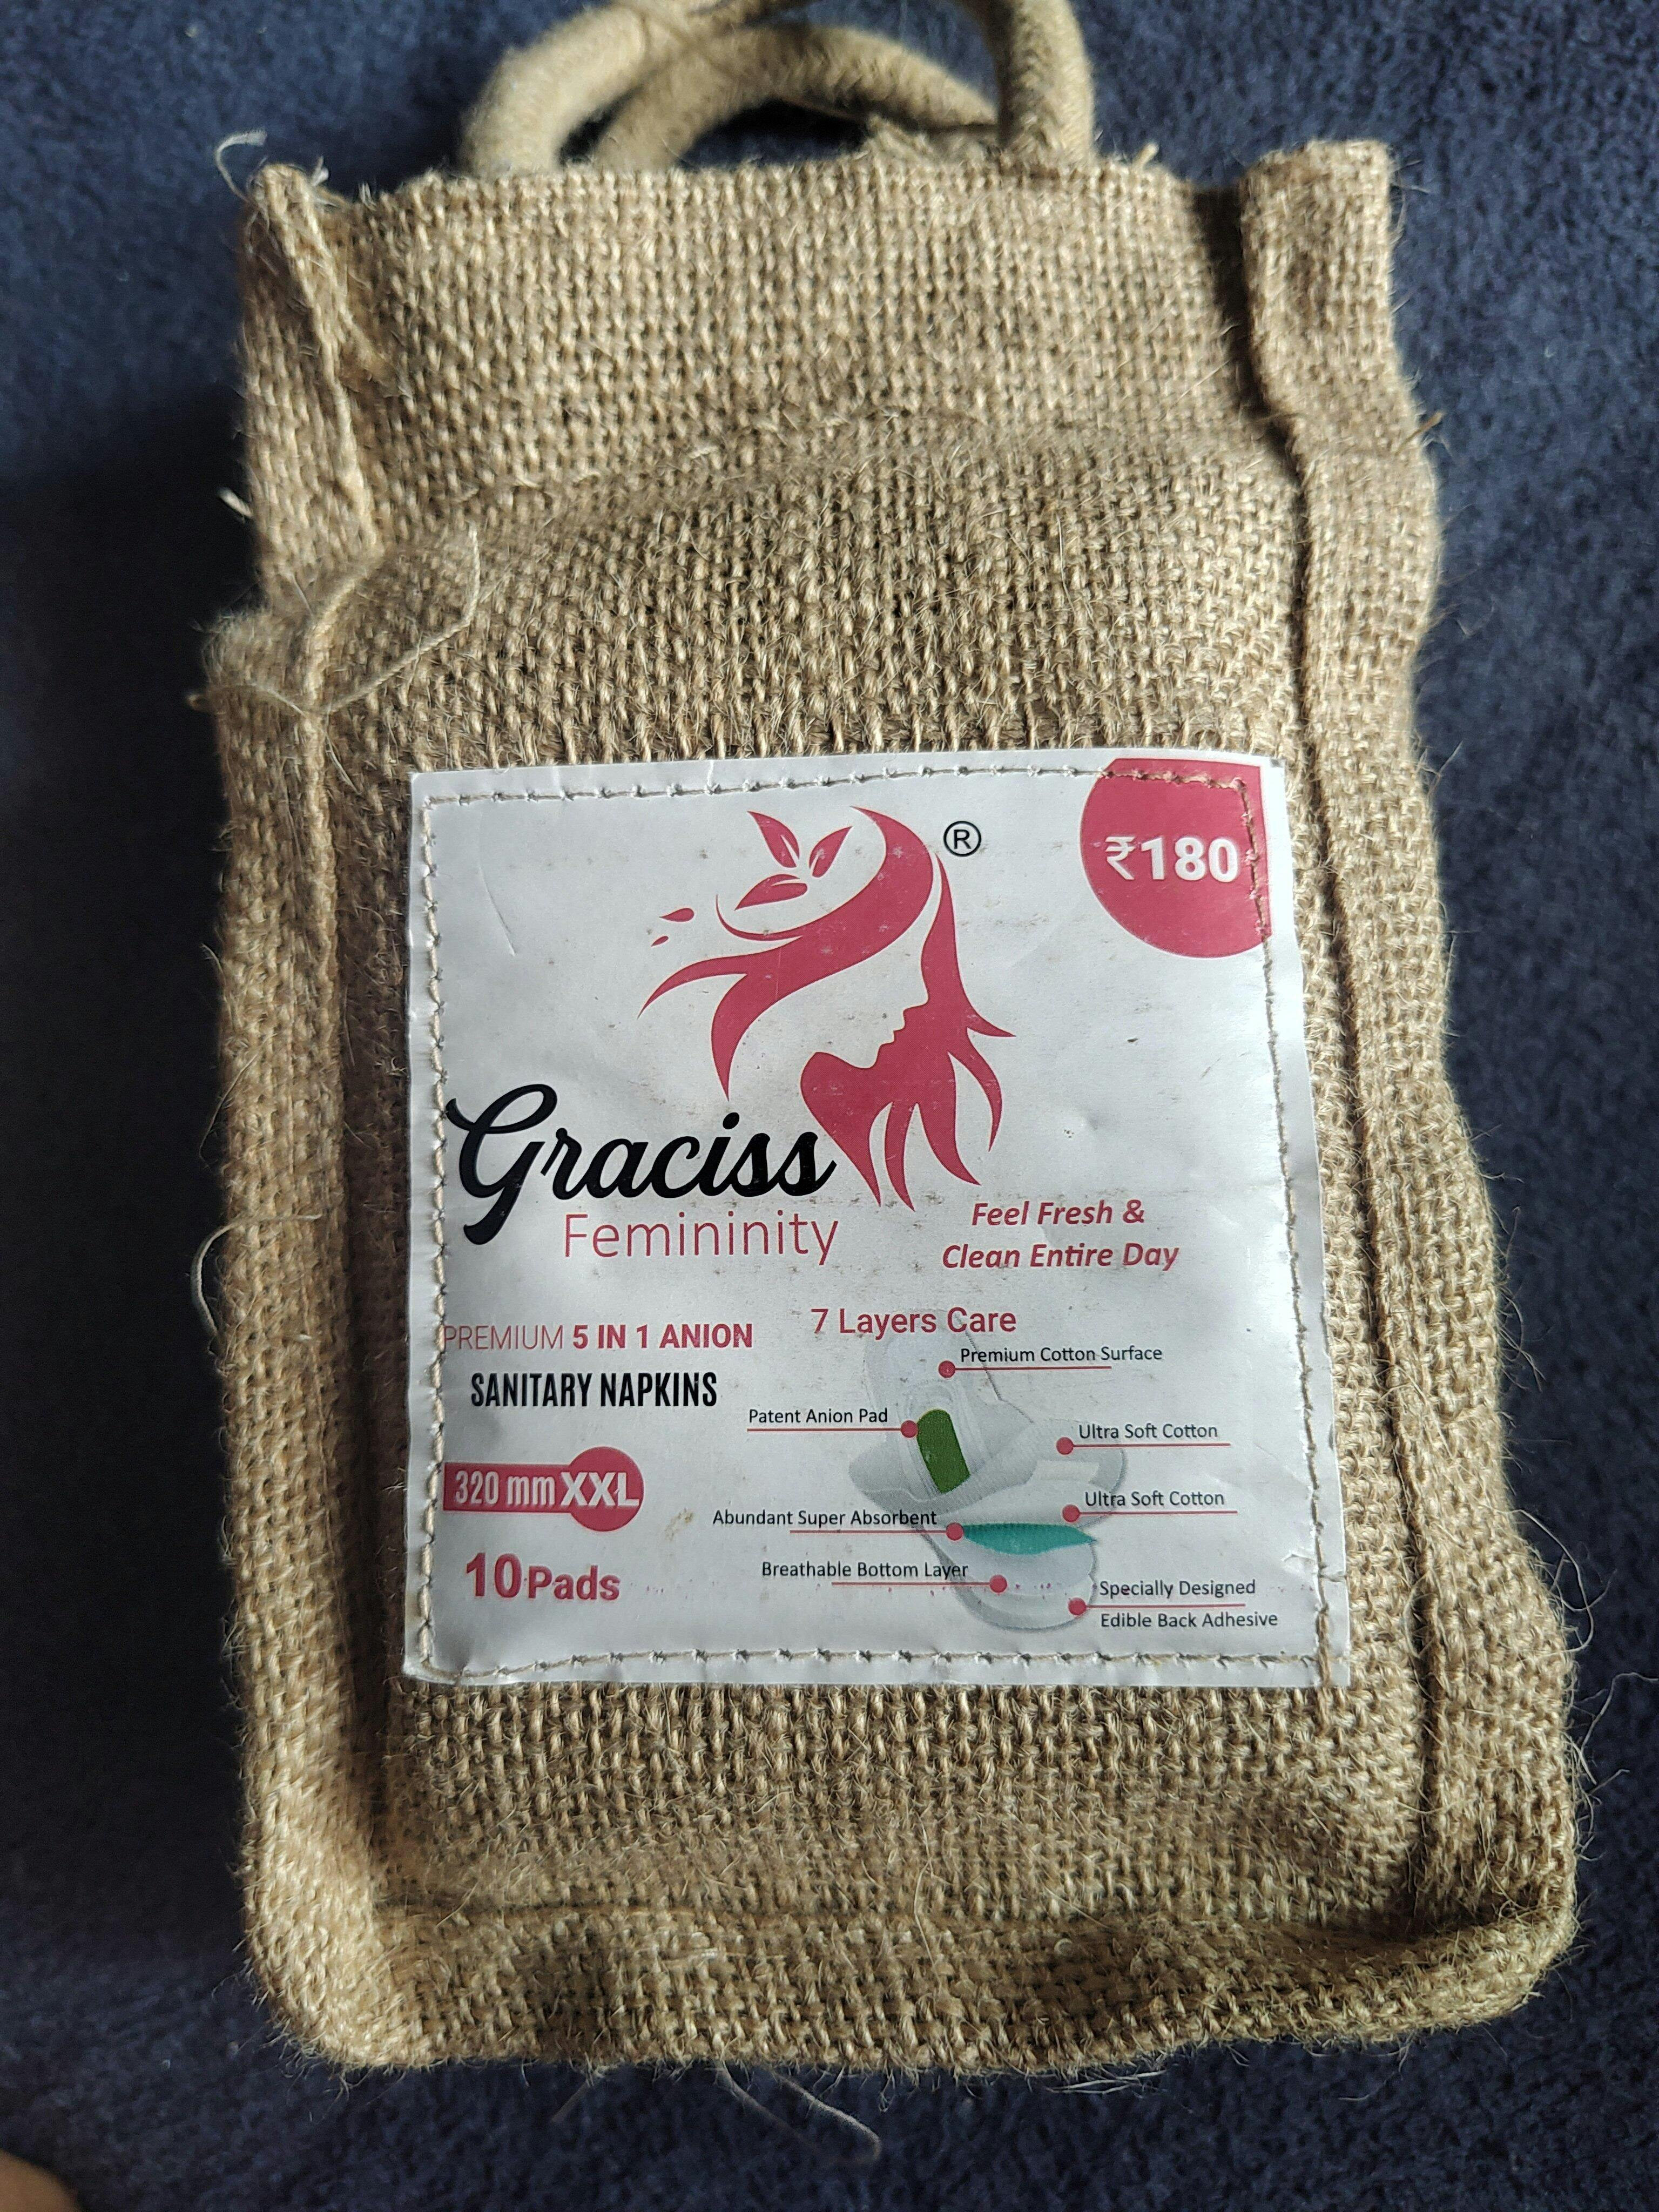 ®
₹180
Graciss
Femininity
Feel Fresh &
Clean Entire Day
PREMIUM 5 IN 1 ANION
SANITARY NAPKINS
320 mm XXL
10 Pads
7 Layers Care
Premium Cotton Surface
Patent Anion Pad
Ultra Soft Cotton
Ultra Soft Cotton
Abundant Super Absorbent
Breathable Bottom Layer
Specially Designed
Edible Back Adhesive